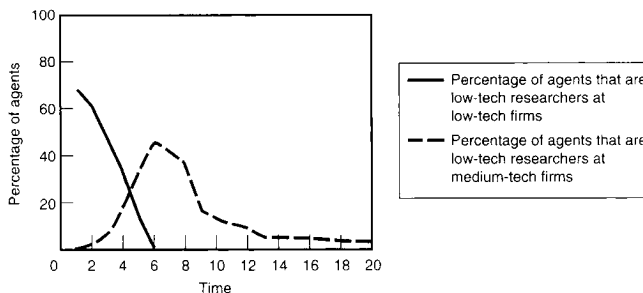 100
80
60
40
20
Percentage of agents
0 2 4 6 8 10 12 14 16 18 20
Time
Percentage of agents that are
low-tech researchers at
low-tech firms
Percentage of agents that are
low-tech researchers at
medium-tech firms